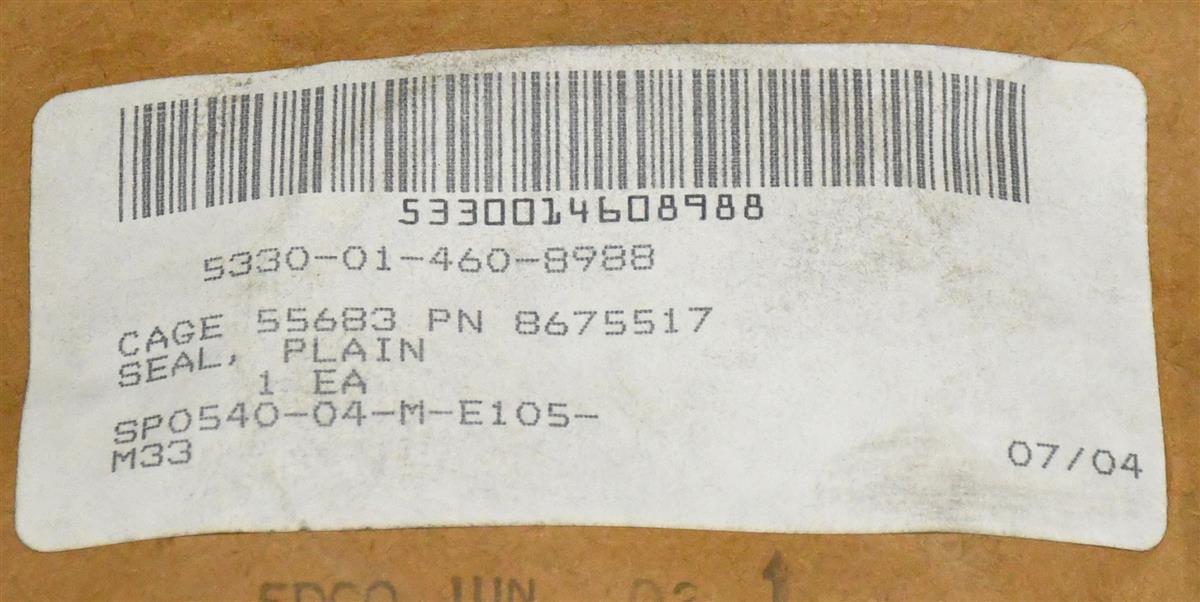 5330014608988
5330-01-460-8988
CAGE 55683 PN 8675517
SEAL, PLAIN
1 EA
SP0540-04-M-E105-
M33
07/04